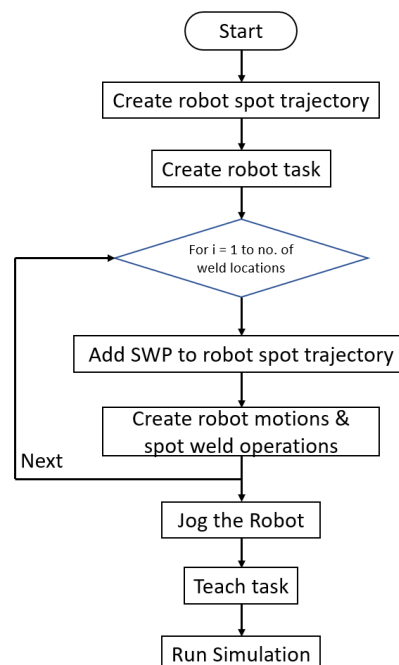 Start
Create robot spot trajectory
Create robot task
For i = 1 to no. of
weld locations
Add SWP to robot spot trajectory
Create robot motions &
spot weld operations
Next
Jog the Robot
Teach task
Run Simulation